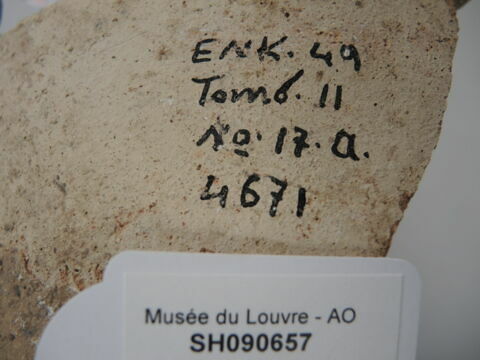 ENK. 49
Tomb. 11
No. 17. a.
4671
Musée du Louvre - AO
SH090657